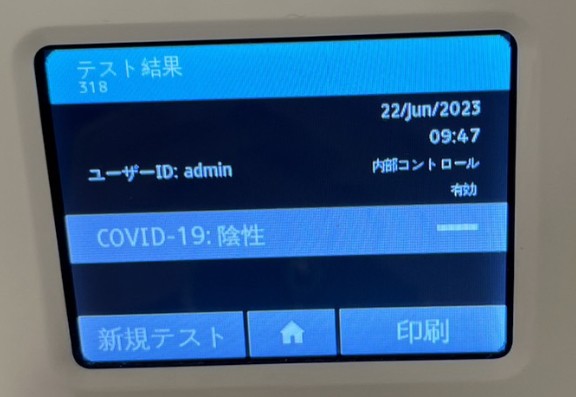 テスト結果
318
22/Jun/2023
09:47
ユーザーID: admin
内部コントロール
有効
COVID-19: 陰性
新規テスト
印刷